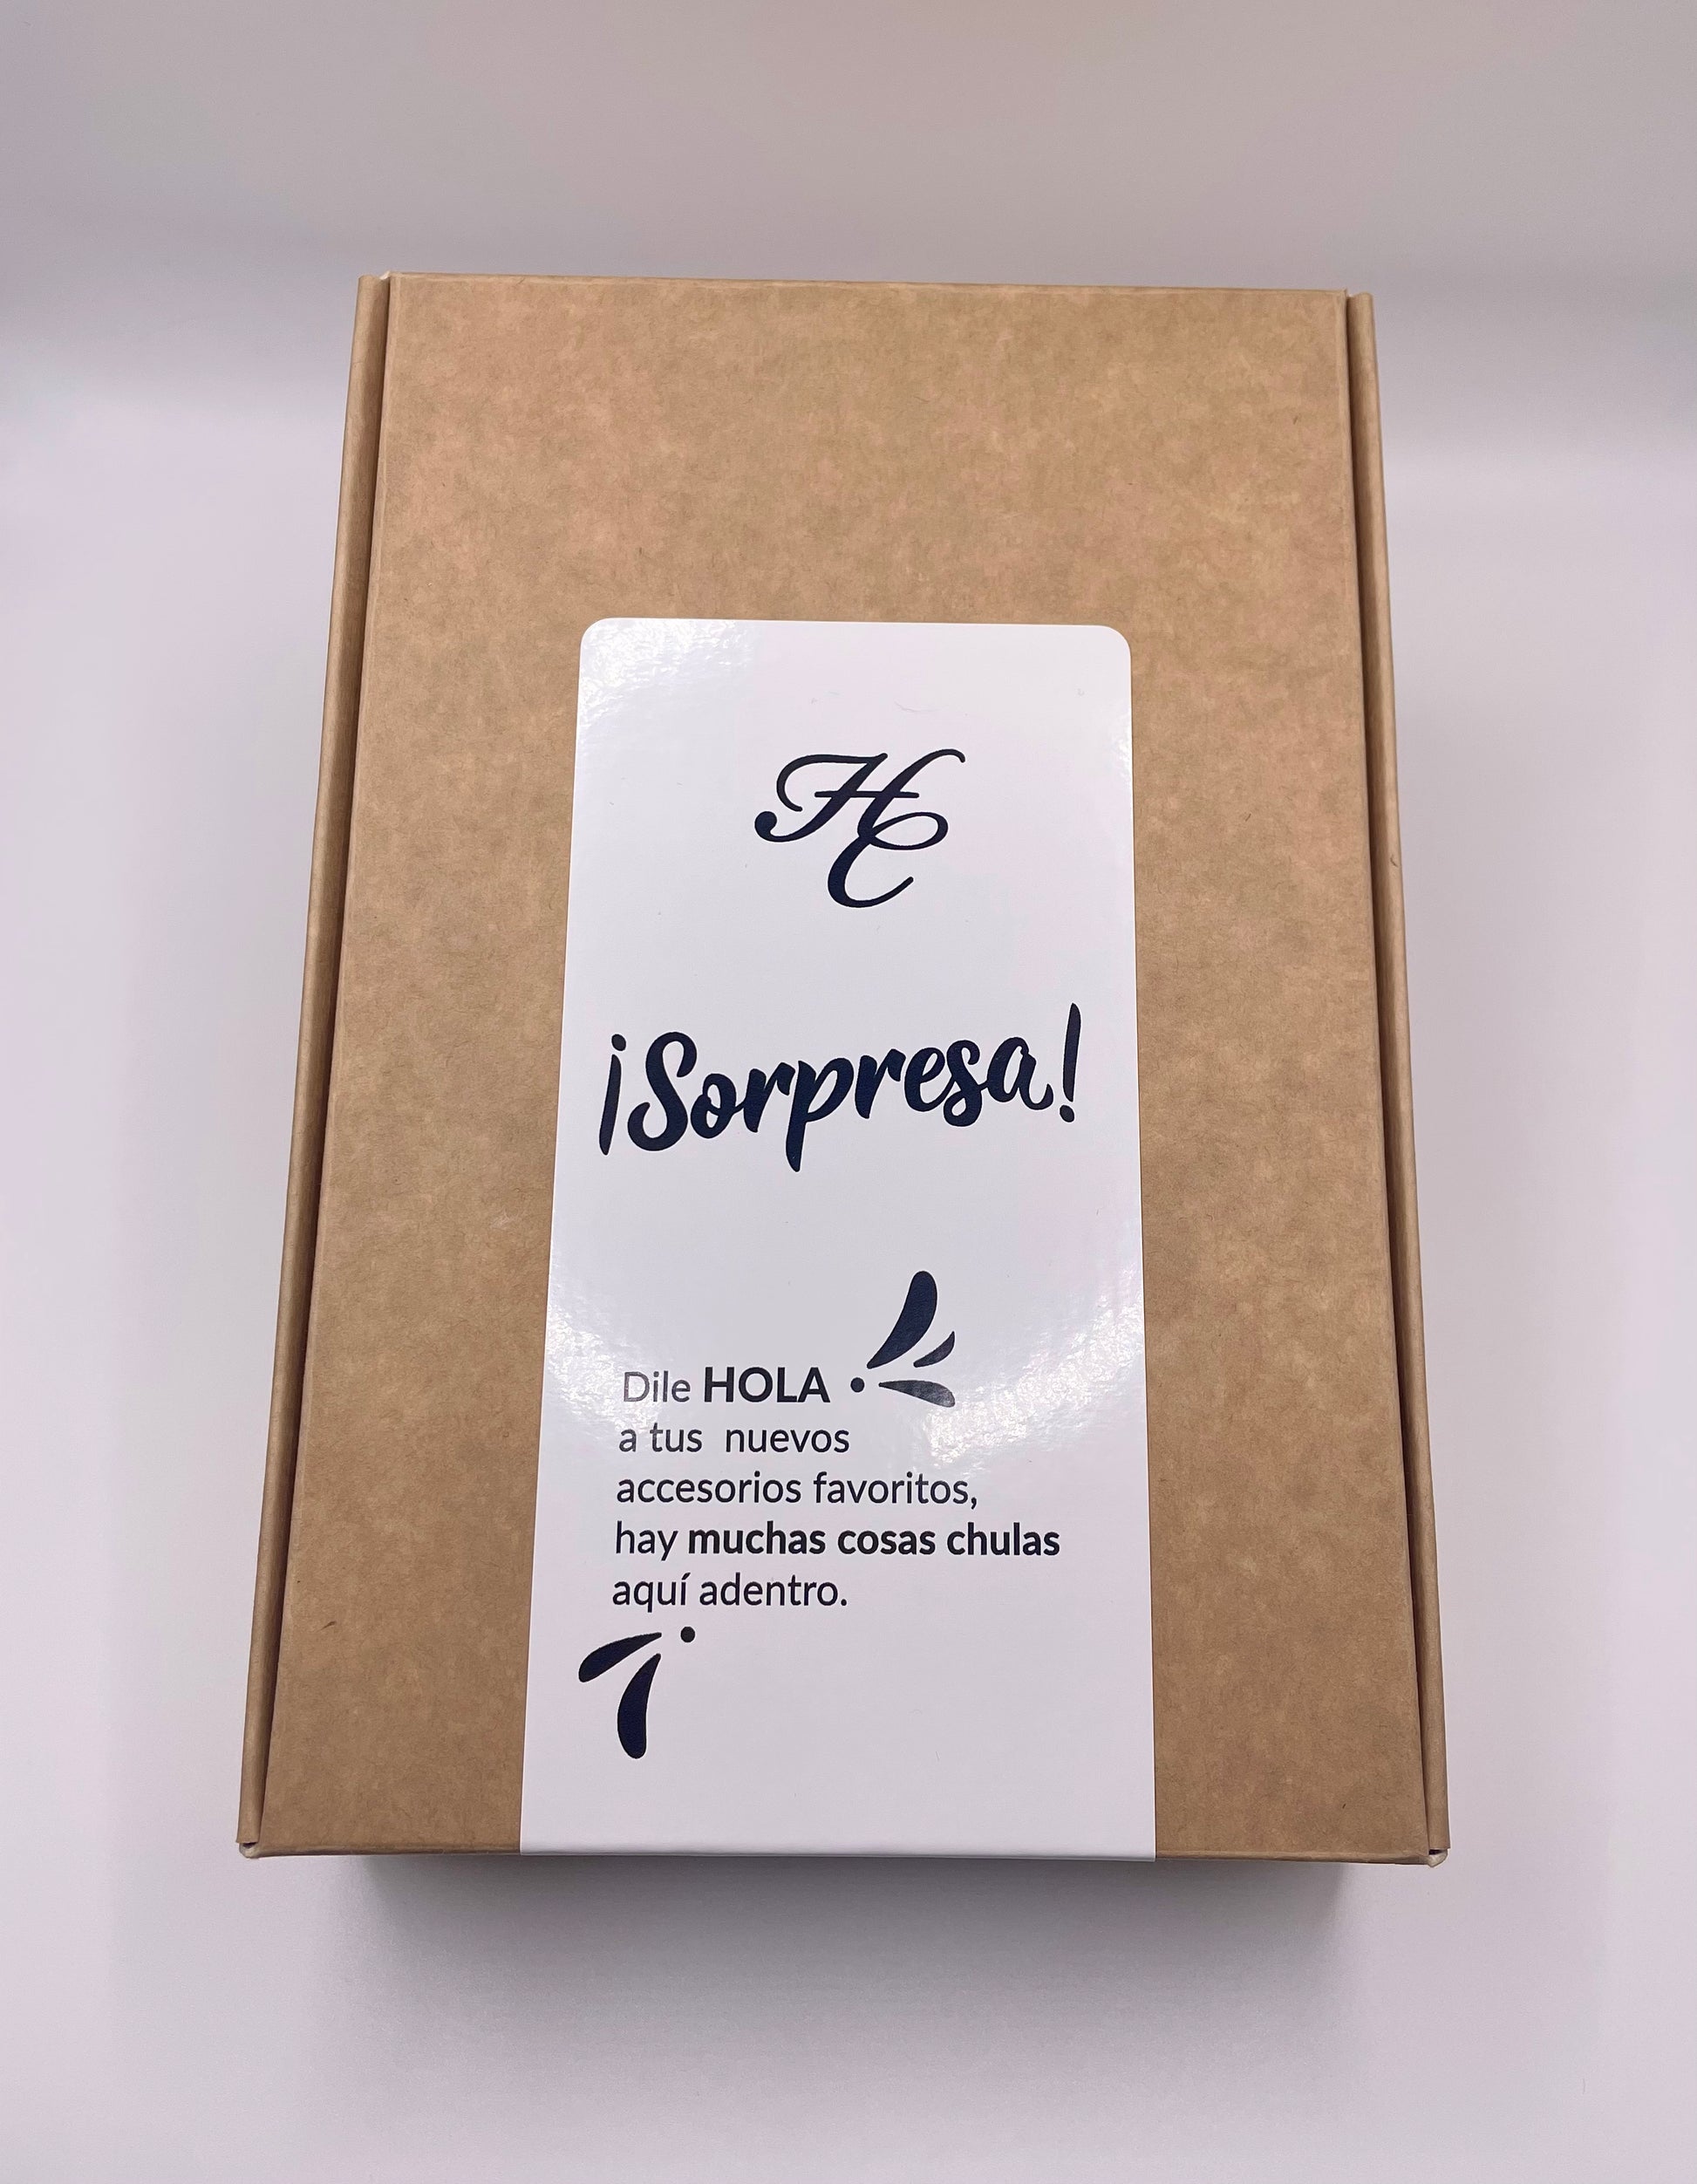 HC
¡Sorpresa!
Dile HOLA
a tus nuevos
accesorios favoritos,
hay muchas cosas chulas
aquí adentro.